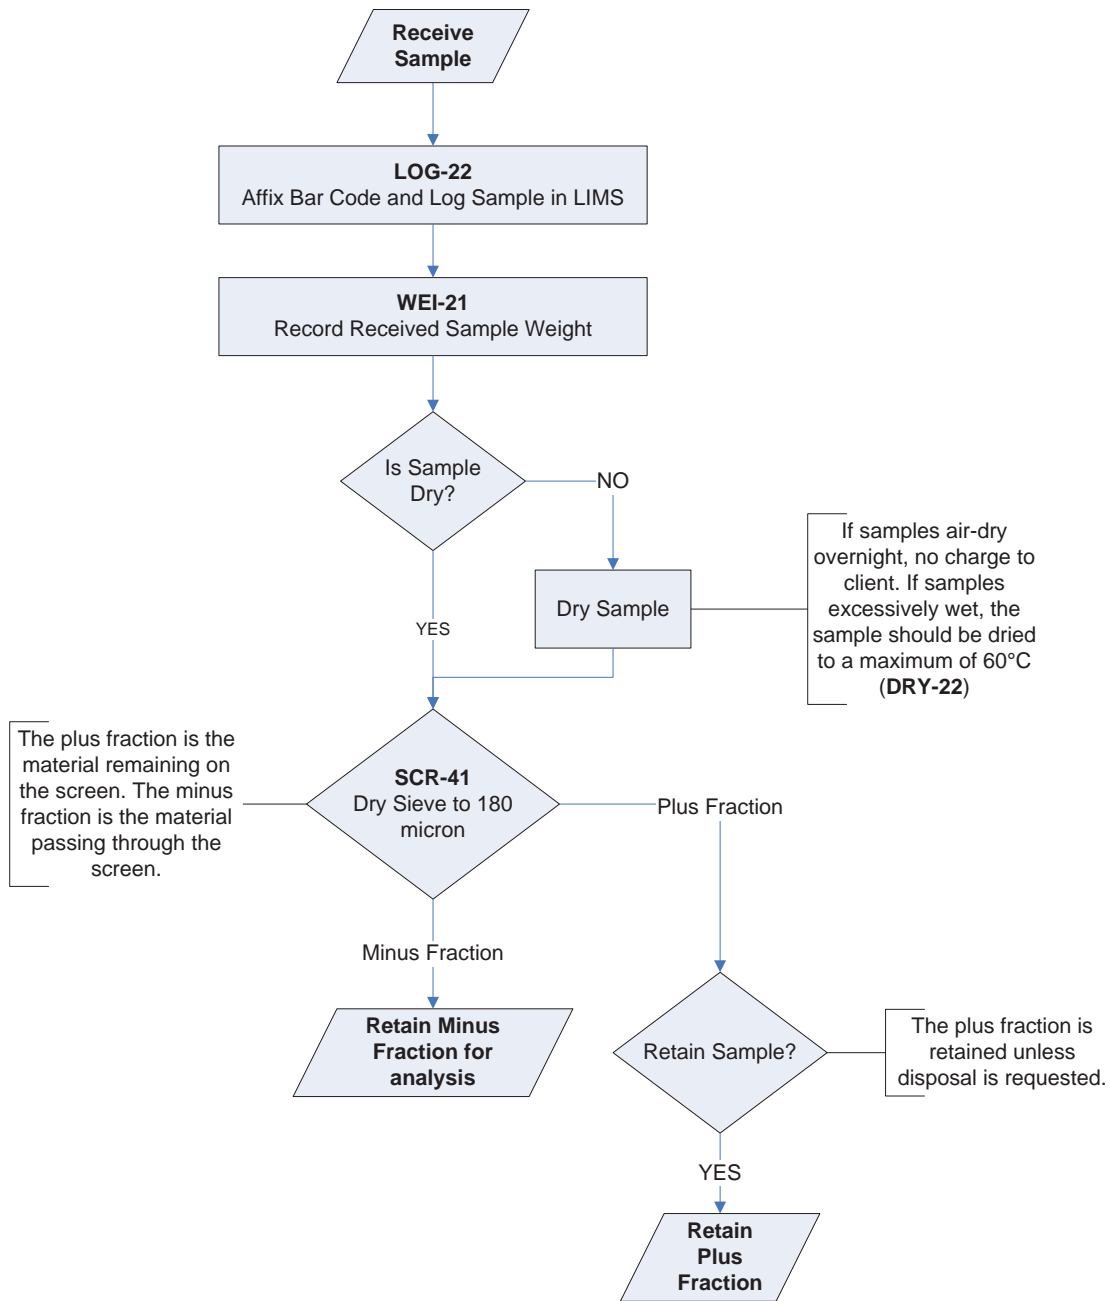 Receive
Sample
LOG-22
Affix Bar Code and Log Sample in LIMS
WEI-21
Record Received Sample Weight
Is Sample
Dry?
NO
If samples air-dry
overnight, no charge to
client. If samples
excessively wet, the
sample should be dried
to a maximum of 60°C
(DRY-22)
Dry Sample
YES
The plus fraction is the
material remaining on
the screen. The minus
fraction is the material
passing through the
screen.
SCR-41
Dry Sieve to 180
micron
Plus Fraction
Minus Fraction
Retain Minus
Fraction for
analysis
Retain Sample?
The plus fraction is
retained unless
disposal is requested.
YES
Retain
Plus
Fraction